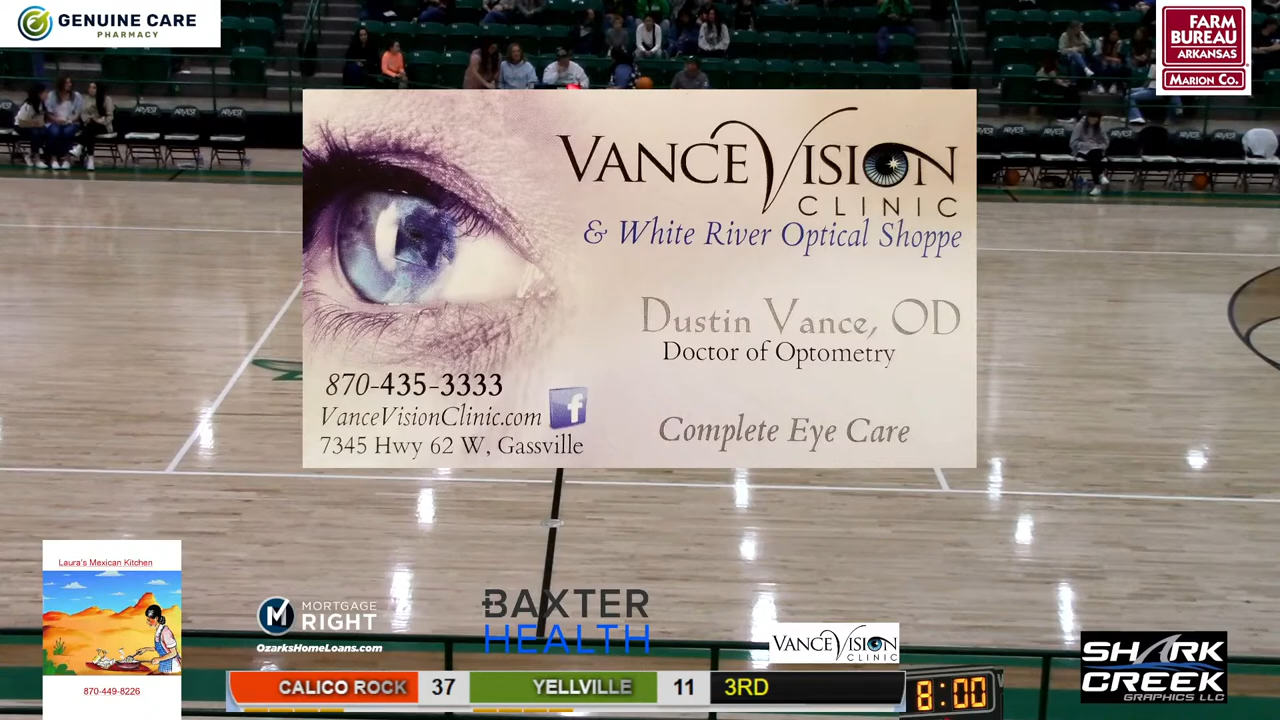 GENUINE CARE
PHARMACY
FARM
BUREAU
ARKANSAS
MARION CO.
VANCE VISION
CLINIC
& White River Optical Shoppe
Dustin Vance, OD
Doctor of Optometry
870-435-3333
VanceVisionClinic.com
7345 Hwy 62 W, Gassville
Complete Eye Care
Laura's Mexican Kitchen
870-449-8226
MORTGAGE
RIGHT
OzarksHomeLoans.com
BAXTER
HEALTH
VANCE VISION
CLINIC
SHARK
CREEK
GRAPHICS LLC
CALICO ROCK 37 YELLVILLE 11 3RD 8:00